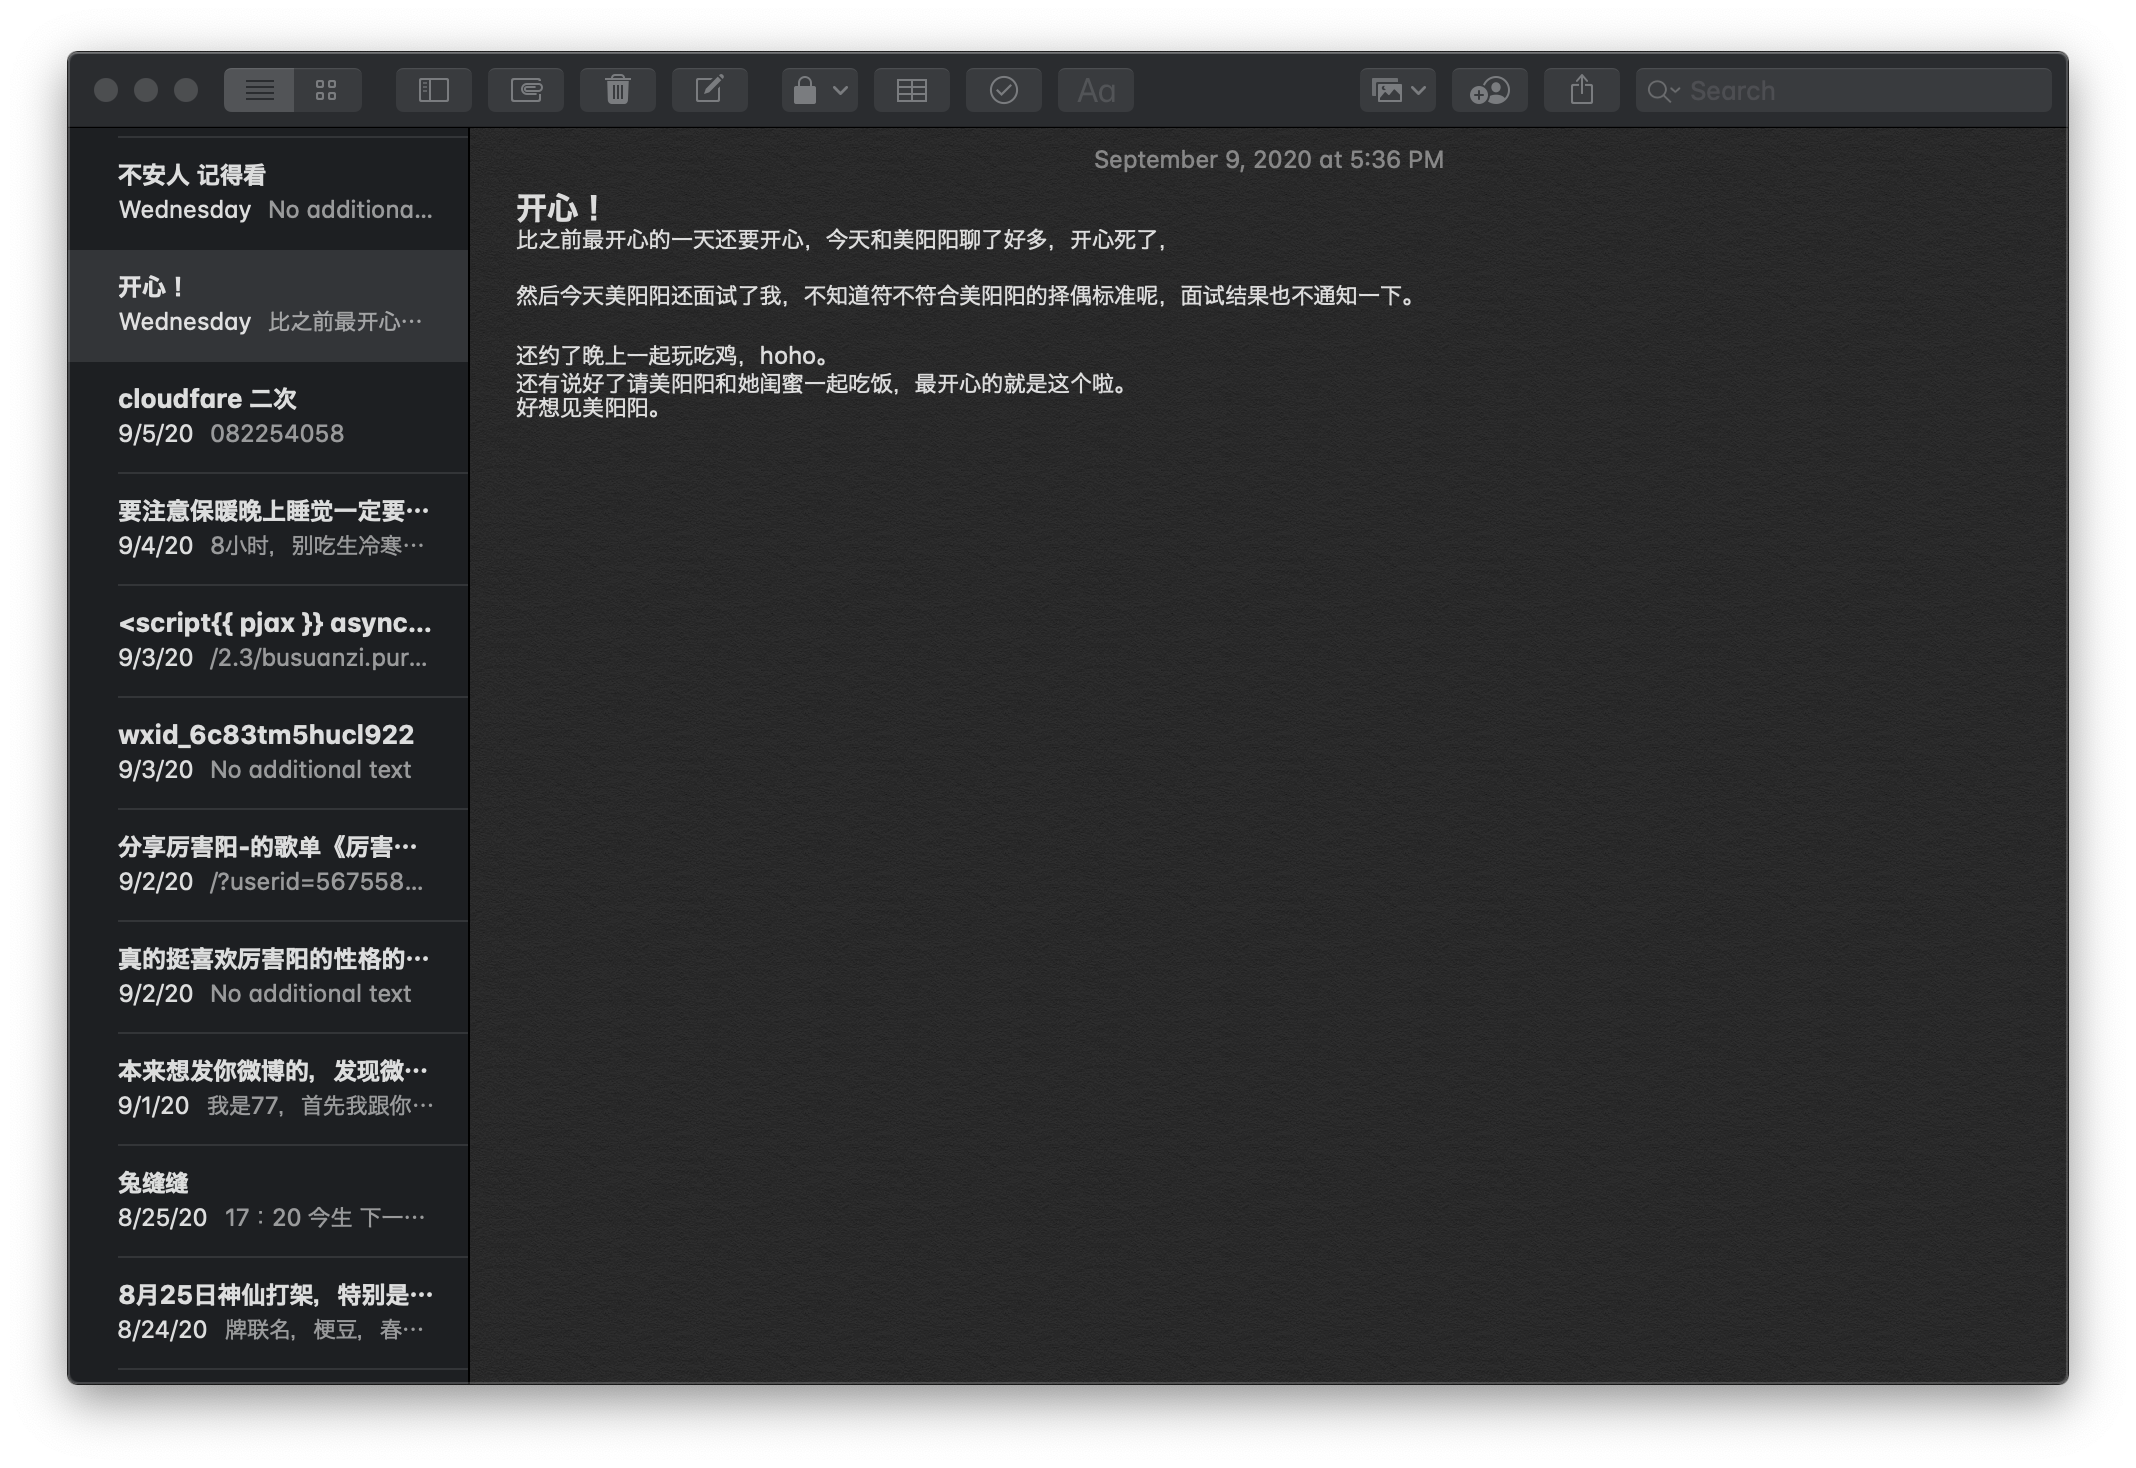 Aa
Search
不安人 记得看
Wednesday No additiona...
开心！
Wednesday 比之前最开心…
cloudfare 二次
9/5/20 082254058
要注意保暖晚上睡觉一定要…
9/4/20 8小时，别吃生冷寒…
<script{{ pjax }} async...
9/3/20 /2.3/busuanzi.pur...
wxid_6c83tm5hucl922
9/3/20 No additional text
分享厉害阳-的歌单《厉害…
9/2/20 /?userid=567558...
真的挺喜欢厉害阳的性格的…
9/2/20 No additional text
本来想发你微博的，发现微…
9/1/20 我是77，首先我跟你…
兔缝缝
8/25/20 17：20 今生 下一…
8月25日神仙打架，特别是…
8/24/20 牌联名，梗豆，春…
September 9, 2020 at 5:36 PM
开心！
比之前最开心的一天还要开心，今天和美阳阳聊了好多，开心死了，
然后今天美阳阳还面试了我，不知道符不符合美阳阳的择偶标准呢，面试结果也不通知一下。
还约了晚上一起玩吃鸡，hoho。
还有说好了请美阳阳和她闺蜜一起吃饭，最开心的就是这个啦。
好想见美阳阳。